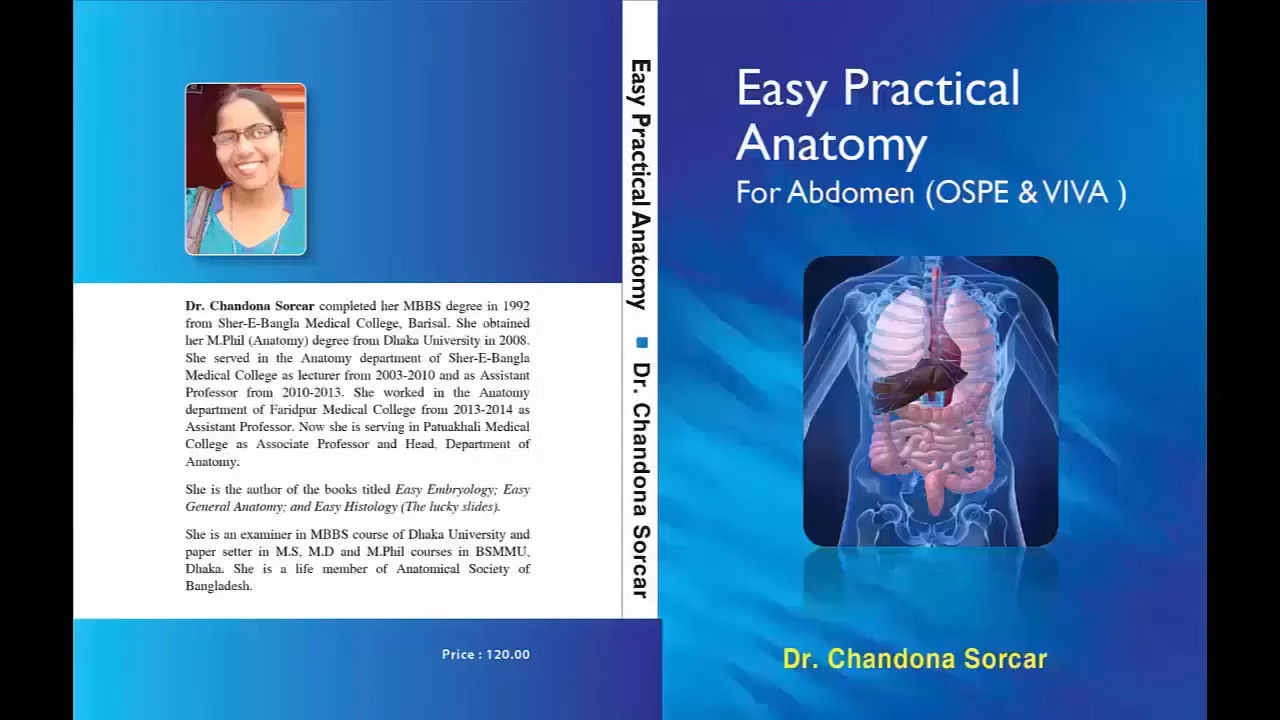 Dr. Chandona Sorcar completed her MBBS degree in 1992
from Sher-E-Bangla Medical College, Barisal. She obtained
her M.Phil (Anatomy) degree from Dhaka University in 2008.
She served in the Anatomy department of Sher-E-Bangla
Medical College as lecturer from 2003-2010 and as Assistant
Professor from 2010-2013. She worked in the Anatomy
department of Faridpur Medical College from 2013-2014 as
Assistant Professor. Now she is serving in Patuakhali Medical
College as Associate Professor and Head, Department of
Anatomy.
She is the author of the books titled Easy Embryology; Easy
General Anatomy; and Easy Histology (The lucky slides).
She is an examiner in MBBS course of Dhaka University and
paper setter in M.S, M.D and M.Phil courses in BSMMU,
Dhaka. She is a life member of Anatomical Society of
Bangladesh.
Price : 120.00
Easy Practical Anatomy ■ Dr. Chandona Sorcar
Easy Practical
Anatomy
For Abdomen (OSPE & VIVA )
Dr. Chandona Sorcar